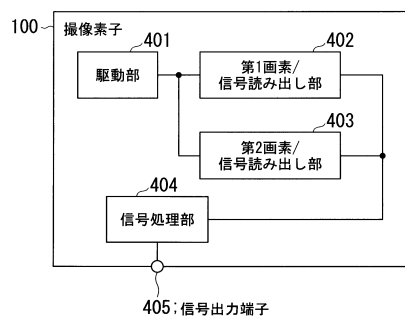 100
撮像素子
401
駆動部
402
第1画素/
信号読み出し部
403
第2画素/
信号読み出し部
404
信号処理部
405;信号出力端子